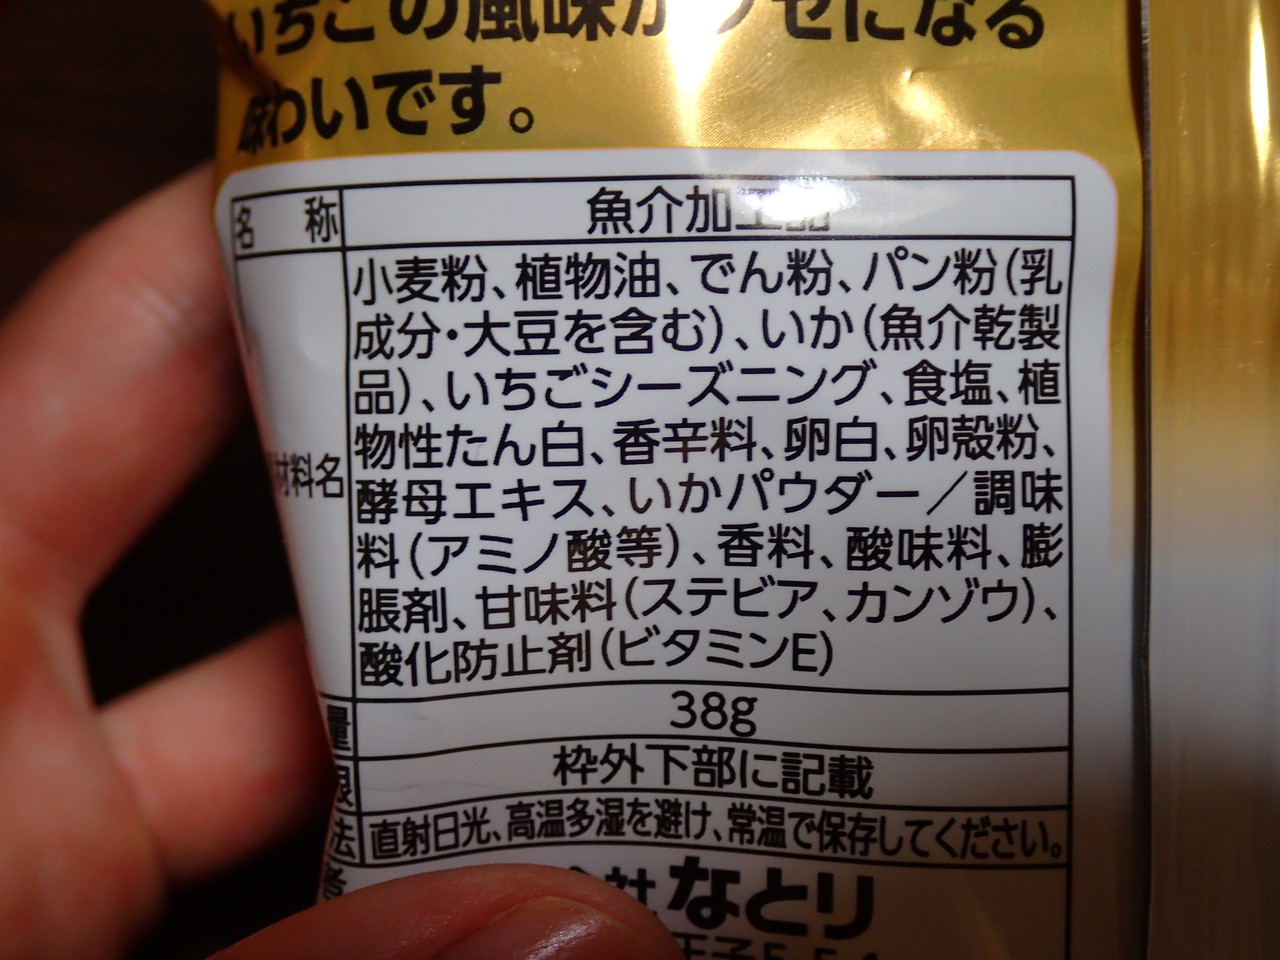 いちごの風味がクセになる
味わいです。
名 称 魚介加工品
材料名
小麦粉、植物油、でん粉、パン粉(乳
成分・大豆を含む)、いか(魚介乾製
品)、いちごシーズニング、食塩、植
物性たん白、香辛料、卵白、卵殻粉、
酵母エキス、いかパウダー/調味
料(アミノ酸等)、香料、酸味料、膨
脹剤、甘味料(ステビア、カンゾウ)、
酸化防止剤(ビタミンE)
量 38g
限 枠外下部に記載
法 直射日光、高温多湿を避け、常温で保存してください。
社なとり